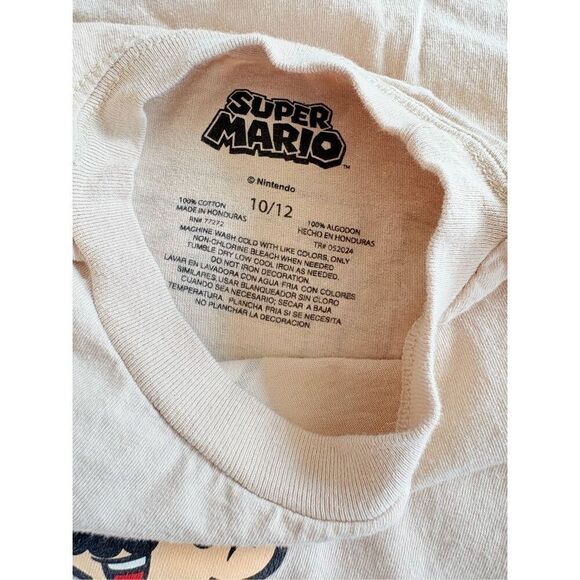 SUPER
MARIO™
© Nintendo
100% COTTON
MADE IN HONDURAS
RN# 77272
10/12
100% ALGODON
HECHO EN HONDURAS
TR# 052024
MACHINE WASH COLD WITH LIKE COLORS, ONLY
NON-CHLORINE BLEACH WHEN NEEDED
TUMBLE DRY LOW COOL IRON AS NEEDED.
DO NOT IRON DECORATION.
LAVAR EN LAVADORA CON AGUA FRIA CON COLORES
SIMILARES, USAR BLANQUEADOR SIN CLORO
CUANDO SEA NECESARIO; SECAR A BAJA
TEMPERATURA. PLANCHA FRIA SI SE NECESITA
NO PLANCHAR LA DECORACION.